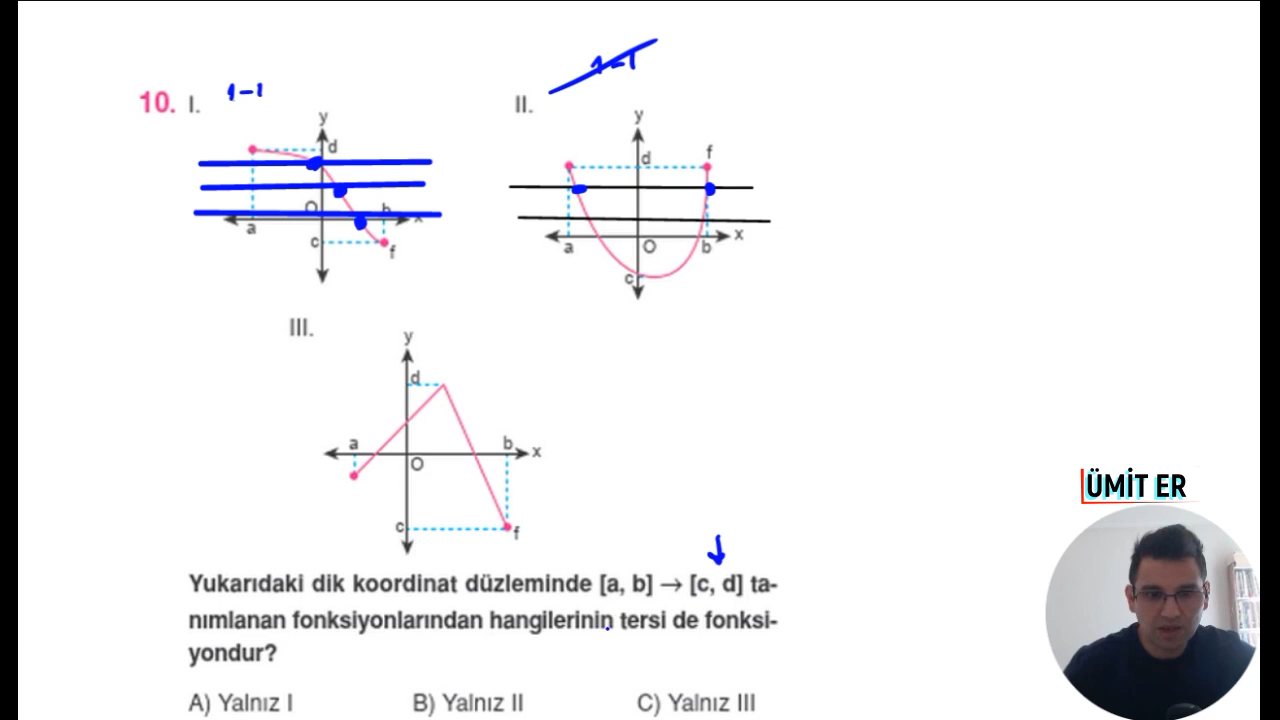 1-1
1-1
10. I.
II.
y
d
O
b
x
a
c
f
y
f
d
x
a
O
b
c
III.
y
d
a
b
x
O
c
f
ÜMİT ER
Yukarıdaki dik koordinat düzleminde [a, b] → [c, d] ta-
nımlanan fonksiyonlarından hangilerinin tersi de fonksi-
yondur?
A) Yalnız I B) Yalnız II C) Yalnız III